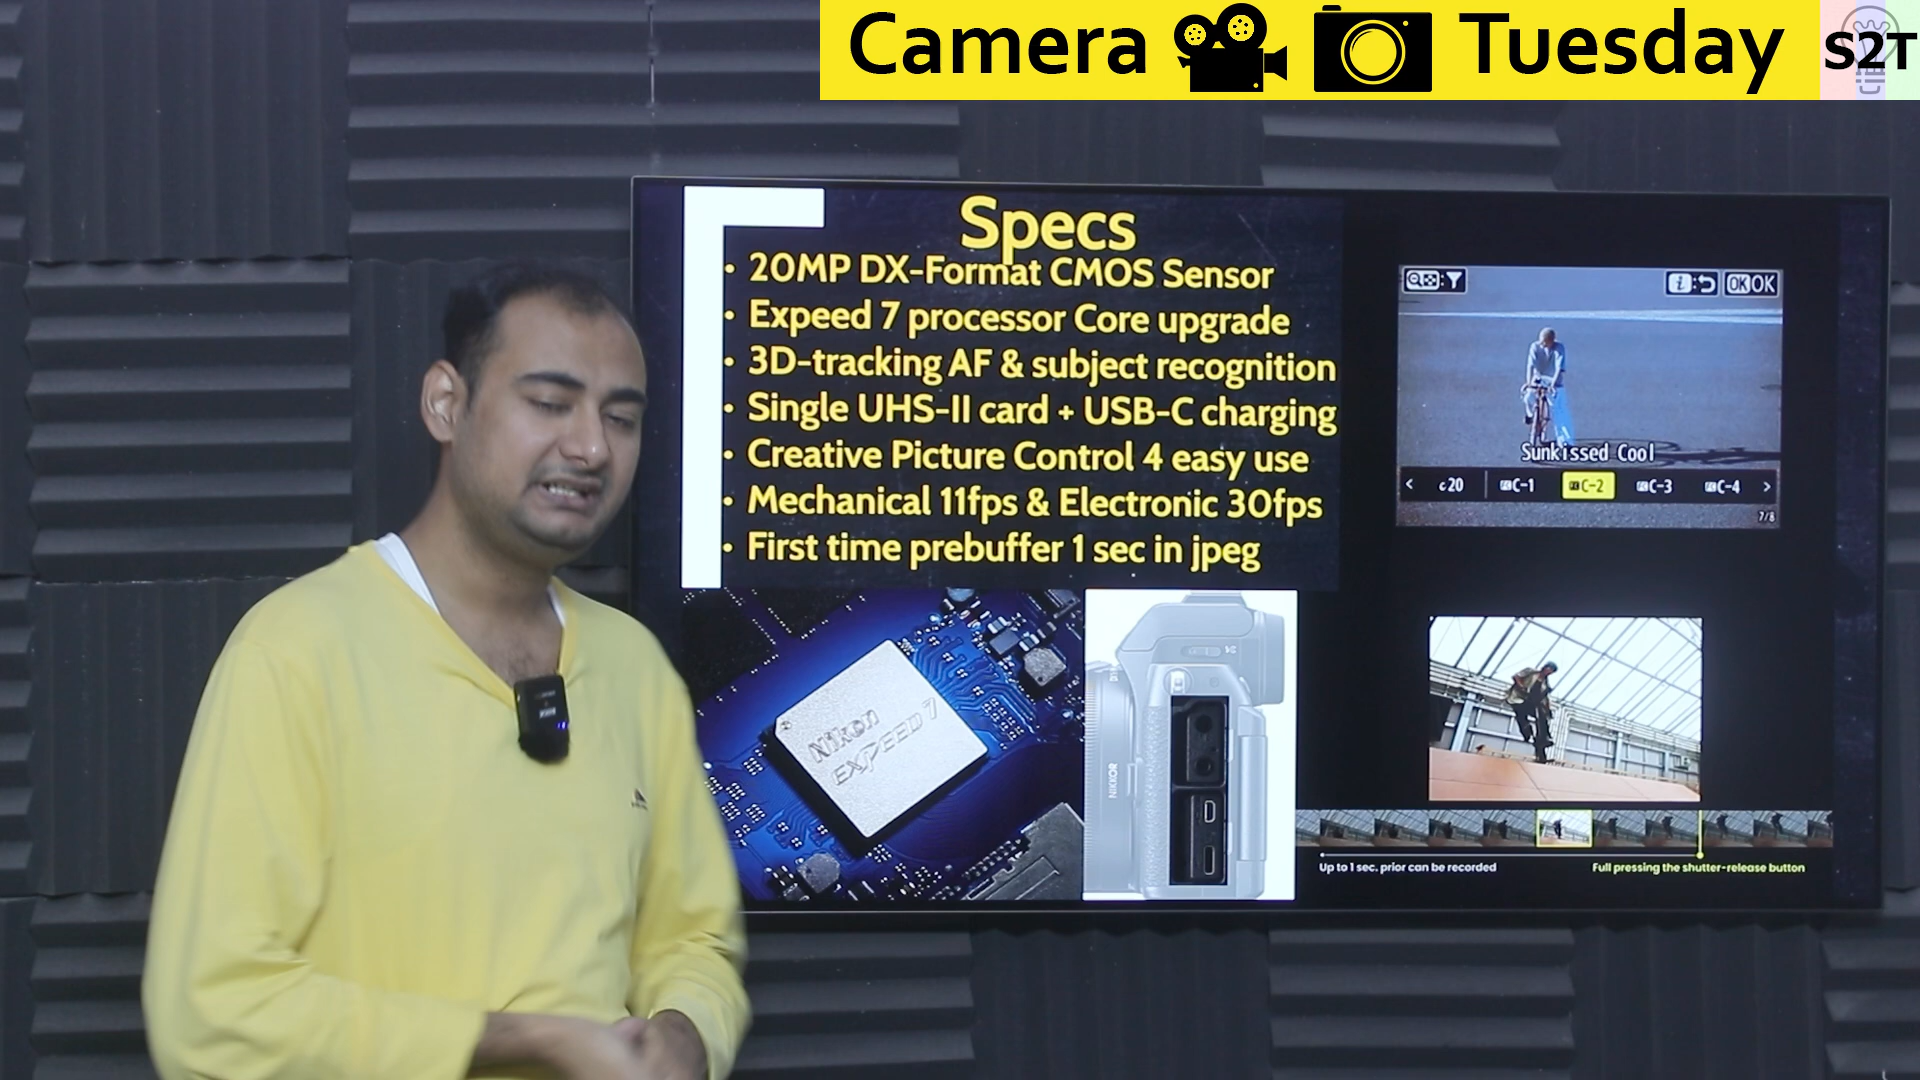 Camera Tuesday
S2T
Specs
• 20MP DX-Format CMOS Sensor
• Expeed 7 processor Core upgrade
• 3D-tracking AF & subject recognition
• Single UHS-II card + USB-C charging
• Creative Picture Control 4 easy use
• Mechanical 11fps & Electronic 30fps
• First time prebuffer 1 sec in jpeg
i OK OK
Sunkissed Cool
< c20 C-1 C-2 C-3 C-4 >
7/8
Nikon
EXPEED 7
NIKKOR
Up to 1 sec. prior can be recorded
Full pressing the shutter-release button